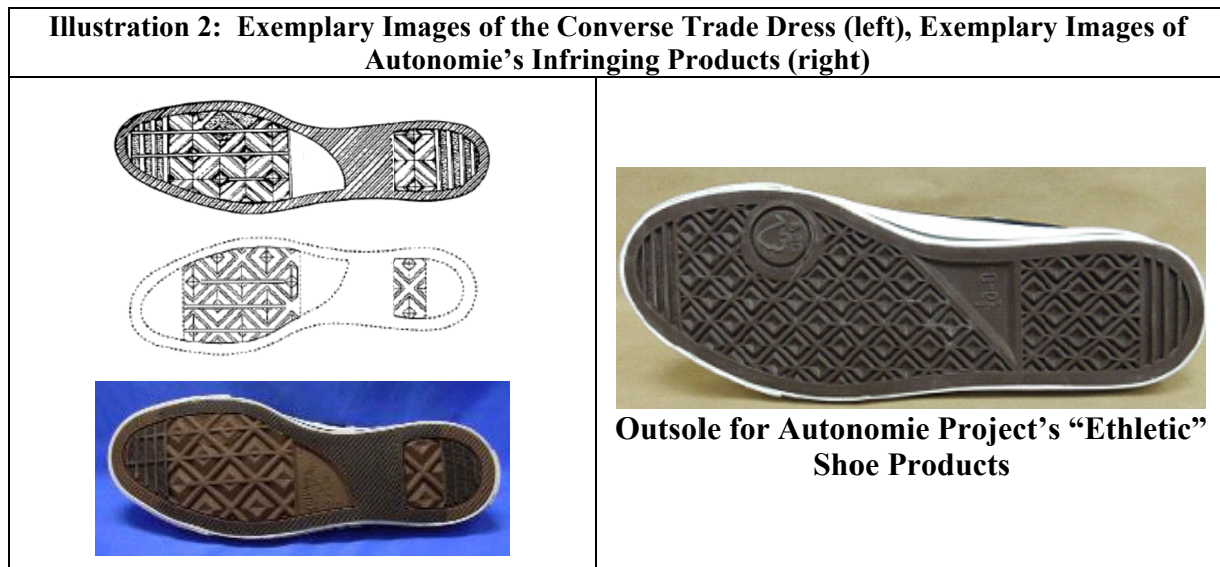 Illustration 2:  Exemplary Images of the Converse Trade Dress (left), Exemplary Images of
Autonomie’s Infringing Products (right)
Outsole for Autonomie Project’s “Ethletic”
Shoe Products